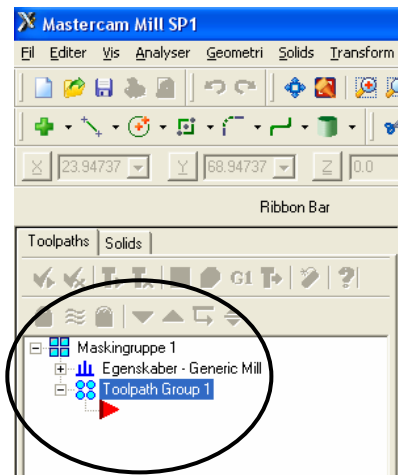 Mastercam Mill SP1
Fil Editer Vis Analyser Geometri Solids Transform
X 23.94737 Y 68.94737 Z 0.0
Ribbon Bar
Toolpaths Solids
G1
Maskingruppe 1
Egenskaber - Generic Mill
Toolpath Group 1